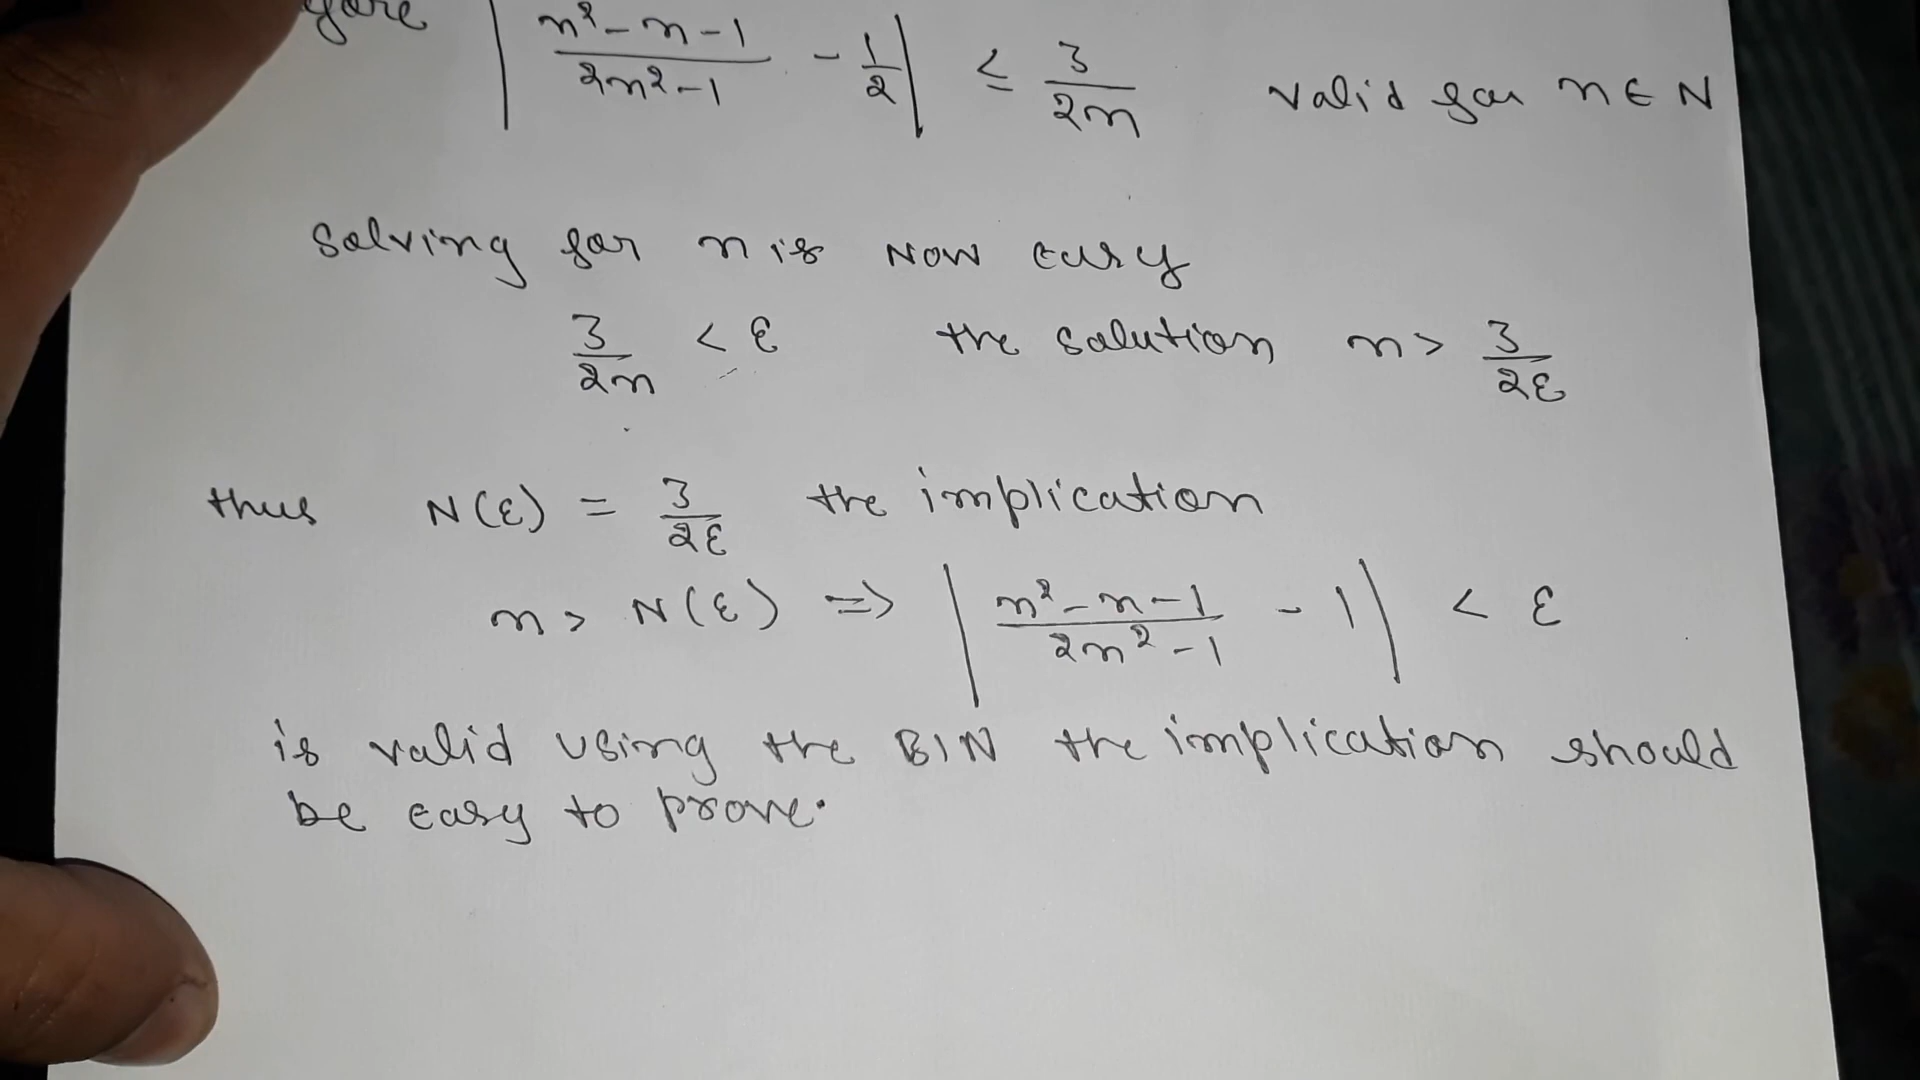 | n² - n - 1 / 2n² - 1 - 1/2 | ≤ 3/2n valid for n ∈ N
Solving for n is NOW easy
3/2n < ε the solution n > 3/2ε
thus N(ε) = 3/2ε the implication
n > N(ε) => | n² - n - 1 / 2n² - 1 - 1 | < ε
is valid using the BIN the implication should
be easy to prove.